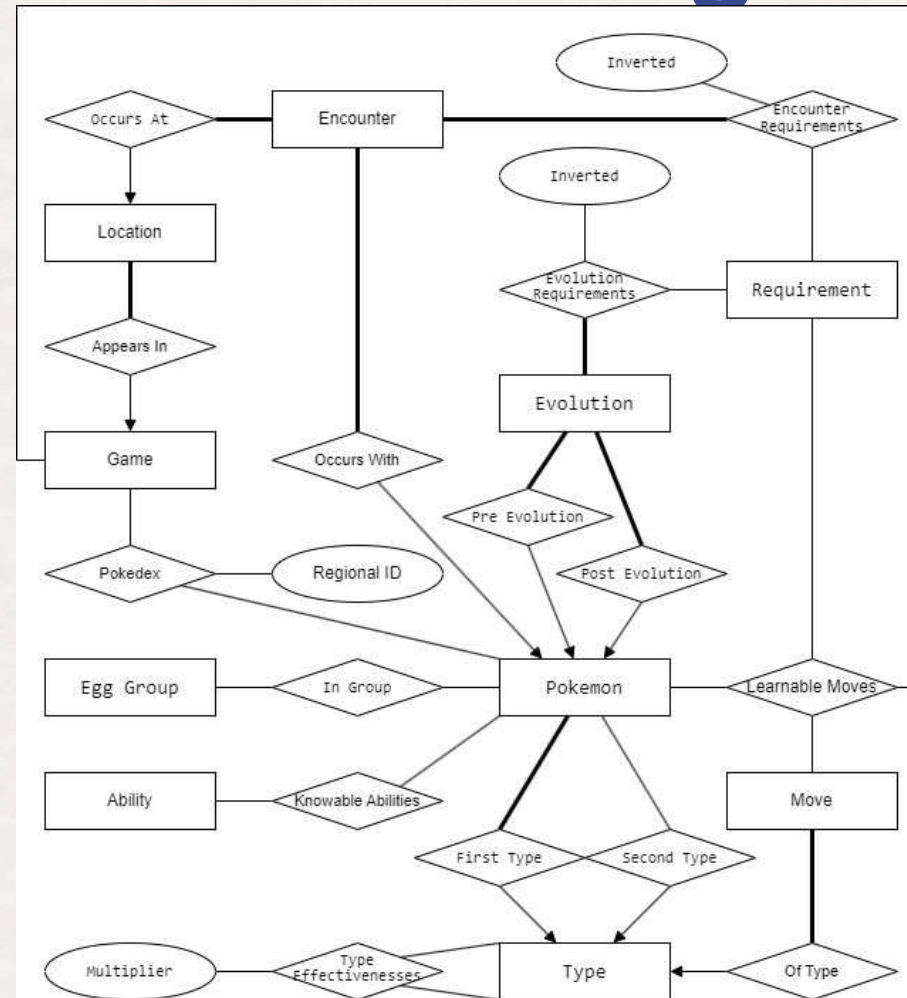 Inverted
Occurs At
Encounter
Encounter
Requirements
Inverted
Location
Evolution
Requirements
Requirement
Appears In
Evolution
Game
Occurs With
Pre Evolution
Pokedex
Regional ID
Post Evolution
Egg Group
In Group
Pokemon
Learnable Moves
Ability
Knowable Abilities
Move
First Type
Second Type
Multiplier
Type
Effectivenesses
Type
Of Type